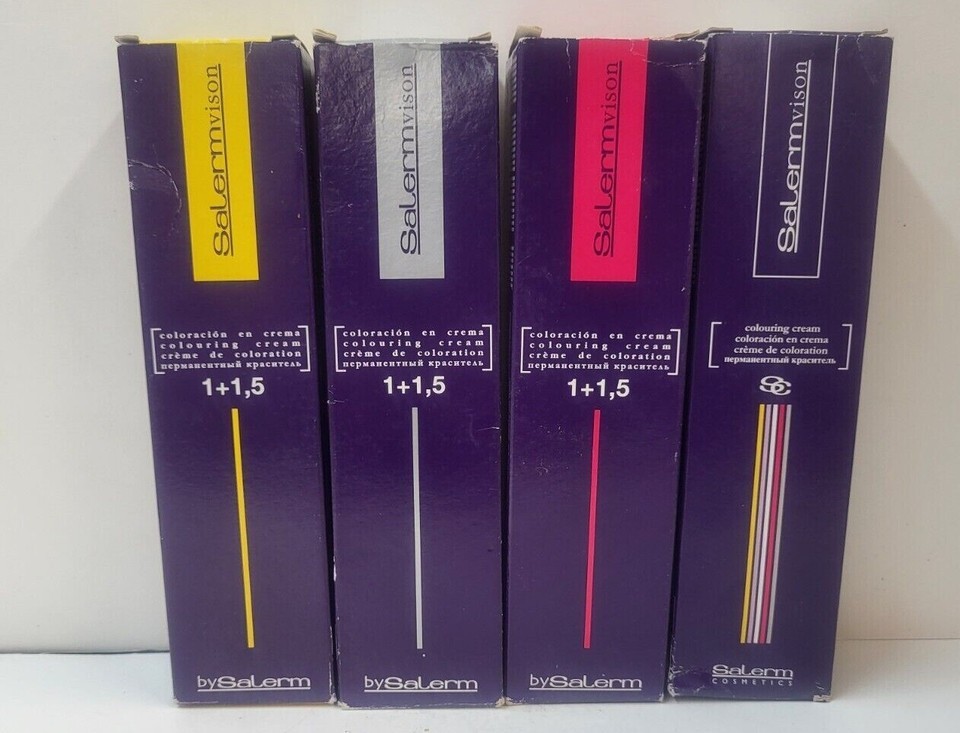 Salermvison
coloración en crema
colouring cream
crème de coloration
перманентный краситель
1+1,5
bySalerm
Salermvison
coloración en crema
colouring cream
crème de coloration
перманентный краситель
1+1,5
bySalerm
Salermvison
coloración en crema
colouring cream
crème de coloration
перманентный краситель
1+1,5
bySalerm
Salermvison
colouring cream
coloración en crema
crème de coloration
перманентный краситель
SC
Salerm
COSMETICS